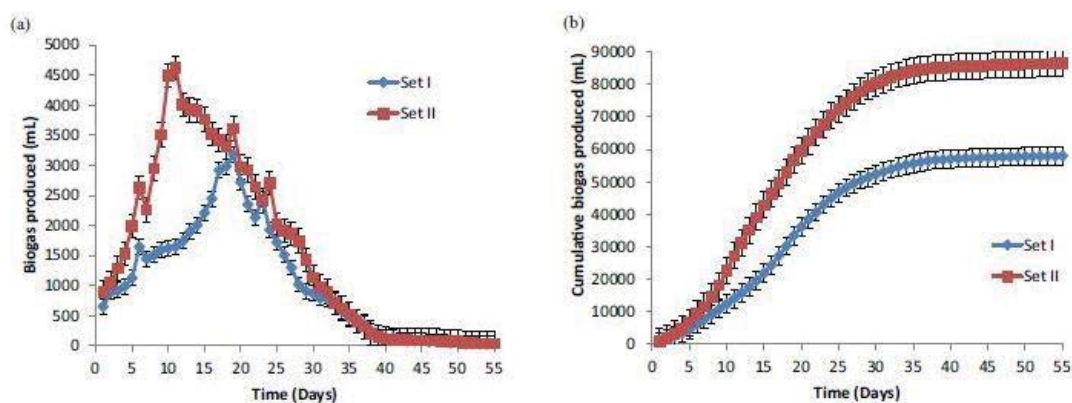 (a)
Biogas produced (mL)
5000
4500
4000
3500
3000
2500
2000
1500
1000
500
0
0 5 10 15 20 25 30 35 40 45 50 55
Time (Days)
Set I
Set II
(b)
Cumulative biogas produced (mL)
90000
80000
70000
60000
50000
40000
30000
20000
10000
0
0 5 10 15 20 25 30 35 40 45 50 55
Time (Days)
Set I
Set II